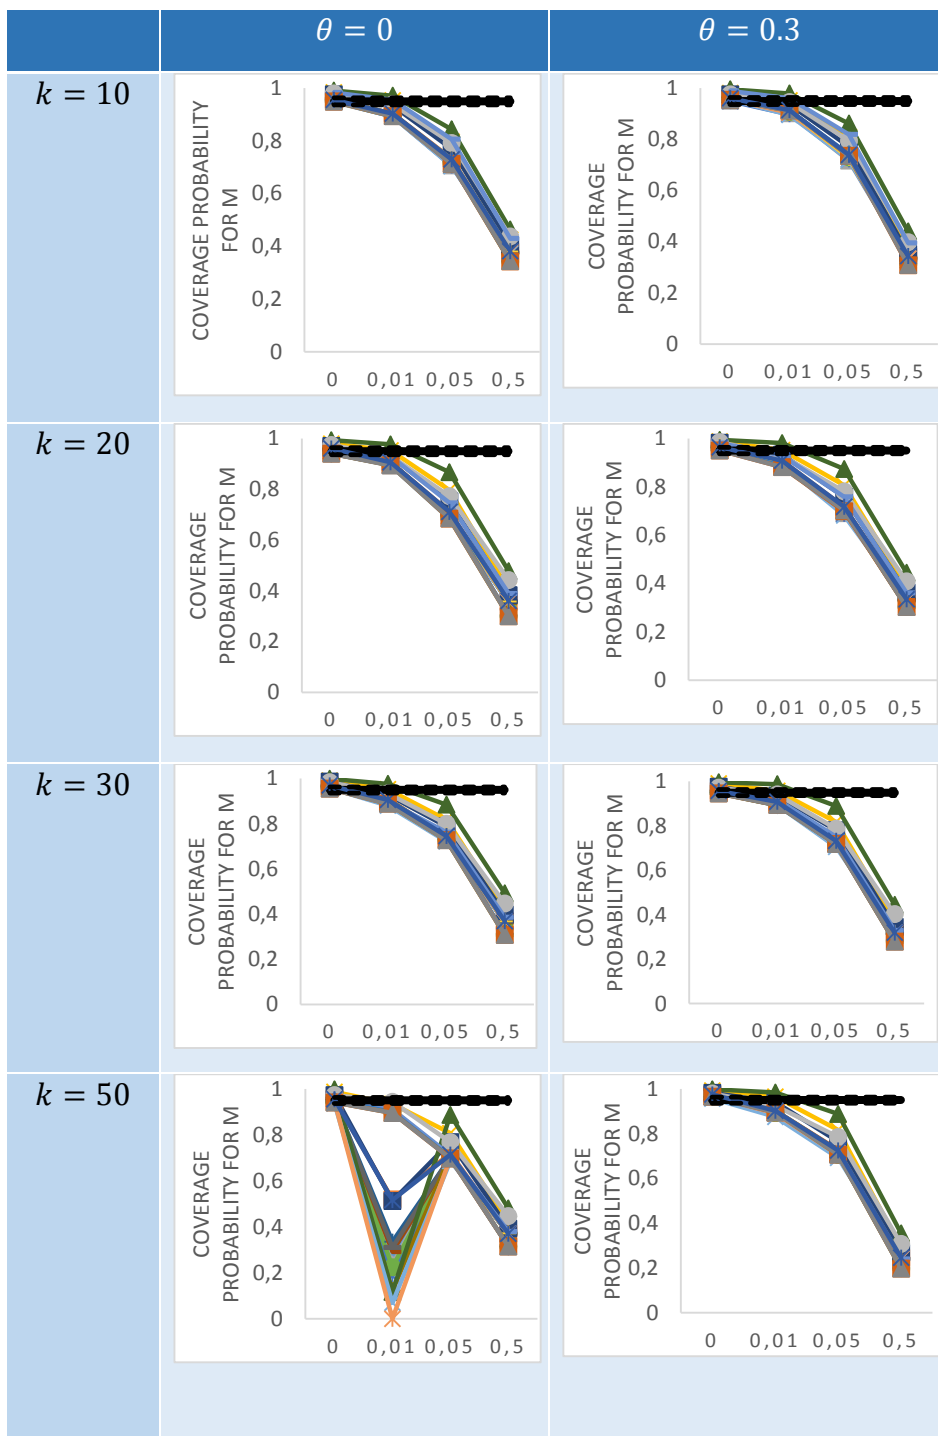 θ = 0
θ = 0.3
k = 10
COVERAGE PROBABILITY
FOR M
1
0,8
0,6
0,4
0,2
0
0 0,01 0,05 0,5
COVERAGE
PROBABILITY FOR M
1
0,8
0,6
0,4
0,2
0
0 0,01 0,05 0,5
k = 20
COVERAGE
PROBABILITY FOR M
1
0,8
0,6
0,4
0,2
0
0 0,01 0,05 0,5
COVERAGE
PROBABILITY FOR M
1
0,8
0,6
0,4
0,2
0
0 0,01 0,05 0,5
k = 30
COVERAGE
PROBABILITY FOR M
1
0,8
0,6
0,4
0,2
0
0 0,01 0,05 0,5
COVERAGE
PROBABILITY FOR M
1
0,8
0,6
0,4
0,2
0
0 0,01 0,05 0,5
k = 50
COVERAGE
PROBABILITY FOR M
1
0,8
0,6
0,4
0,2
0
0 0,01 0,05 0,5
COVERAGE
PROBABILITY FOR M
1
0,8
0,6
0,4
0,2
0
0 0,01 0,05 0,5